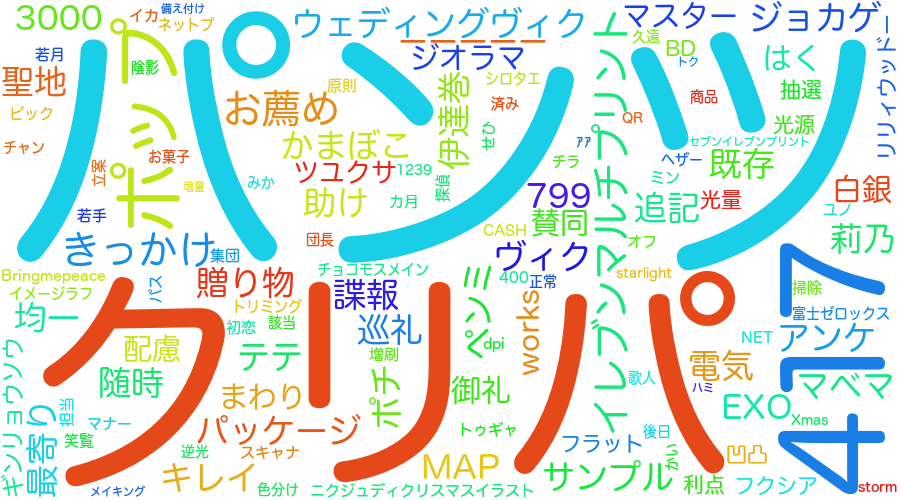 3000
イカ
備え付け
ネットプ
ウェディングヴィク
マスター
ジョカゲ
パンツ
若月
陰影
ポップ
ジオラマ
久遠
BD
トク
はく
リリィウッドー
聖地
原則
シロタエ
お薦め
済み
伊達巻
商品
抽選
ピック
QR
光源
チャン
かまぼこ
せひ
ァァ
セブンイレブンプリント
お菓子
立案
ツユクサ
1239
チラ
ヘザー
既存
増量
みか
助け
カ月
探偵
799
ミン
光量
白銀
若手
CASH
賛同
追記
ユノ
きっかけ
集団
団長
オフ
莉乃
ヴィク
イレブンマルチプリント
Bringmepeace
チョコモスメイン
400
正常
starlight
417
イメージラフ
パス
贈り物
諜報
掃除
トリミング
均一
初恋
該当
巡礼
ペンミ
works
富士ゼロックス
クリパ
配慮
テテ
増刷
dpi
NET
アンケ
ギンリョウソウ
随時
電気
まわり
ポチ
御礼
歌人
ハミ
マベマ
最寄り
担当
マナー
パッケージ
EXO
Xmas
笑覧
トゥギャ
フラット
後日
逆光
スキャナ
かい
凹凸
キレイ
MAP
サンプル
利点
フクシア
メイキング
色分け
ニクジュディクリスマスイラスト
storm